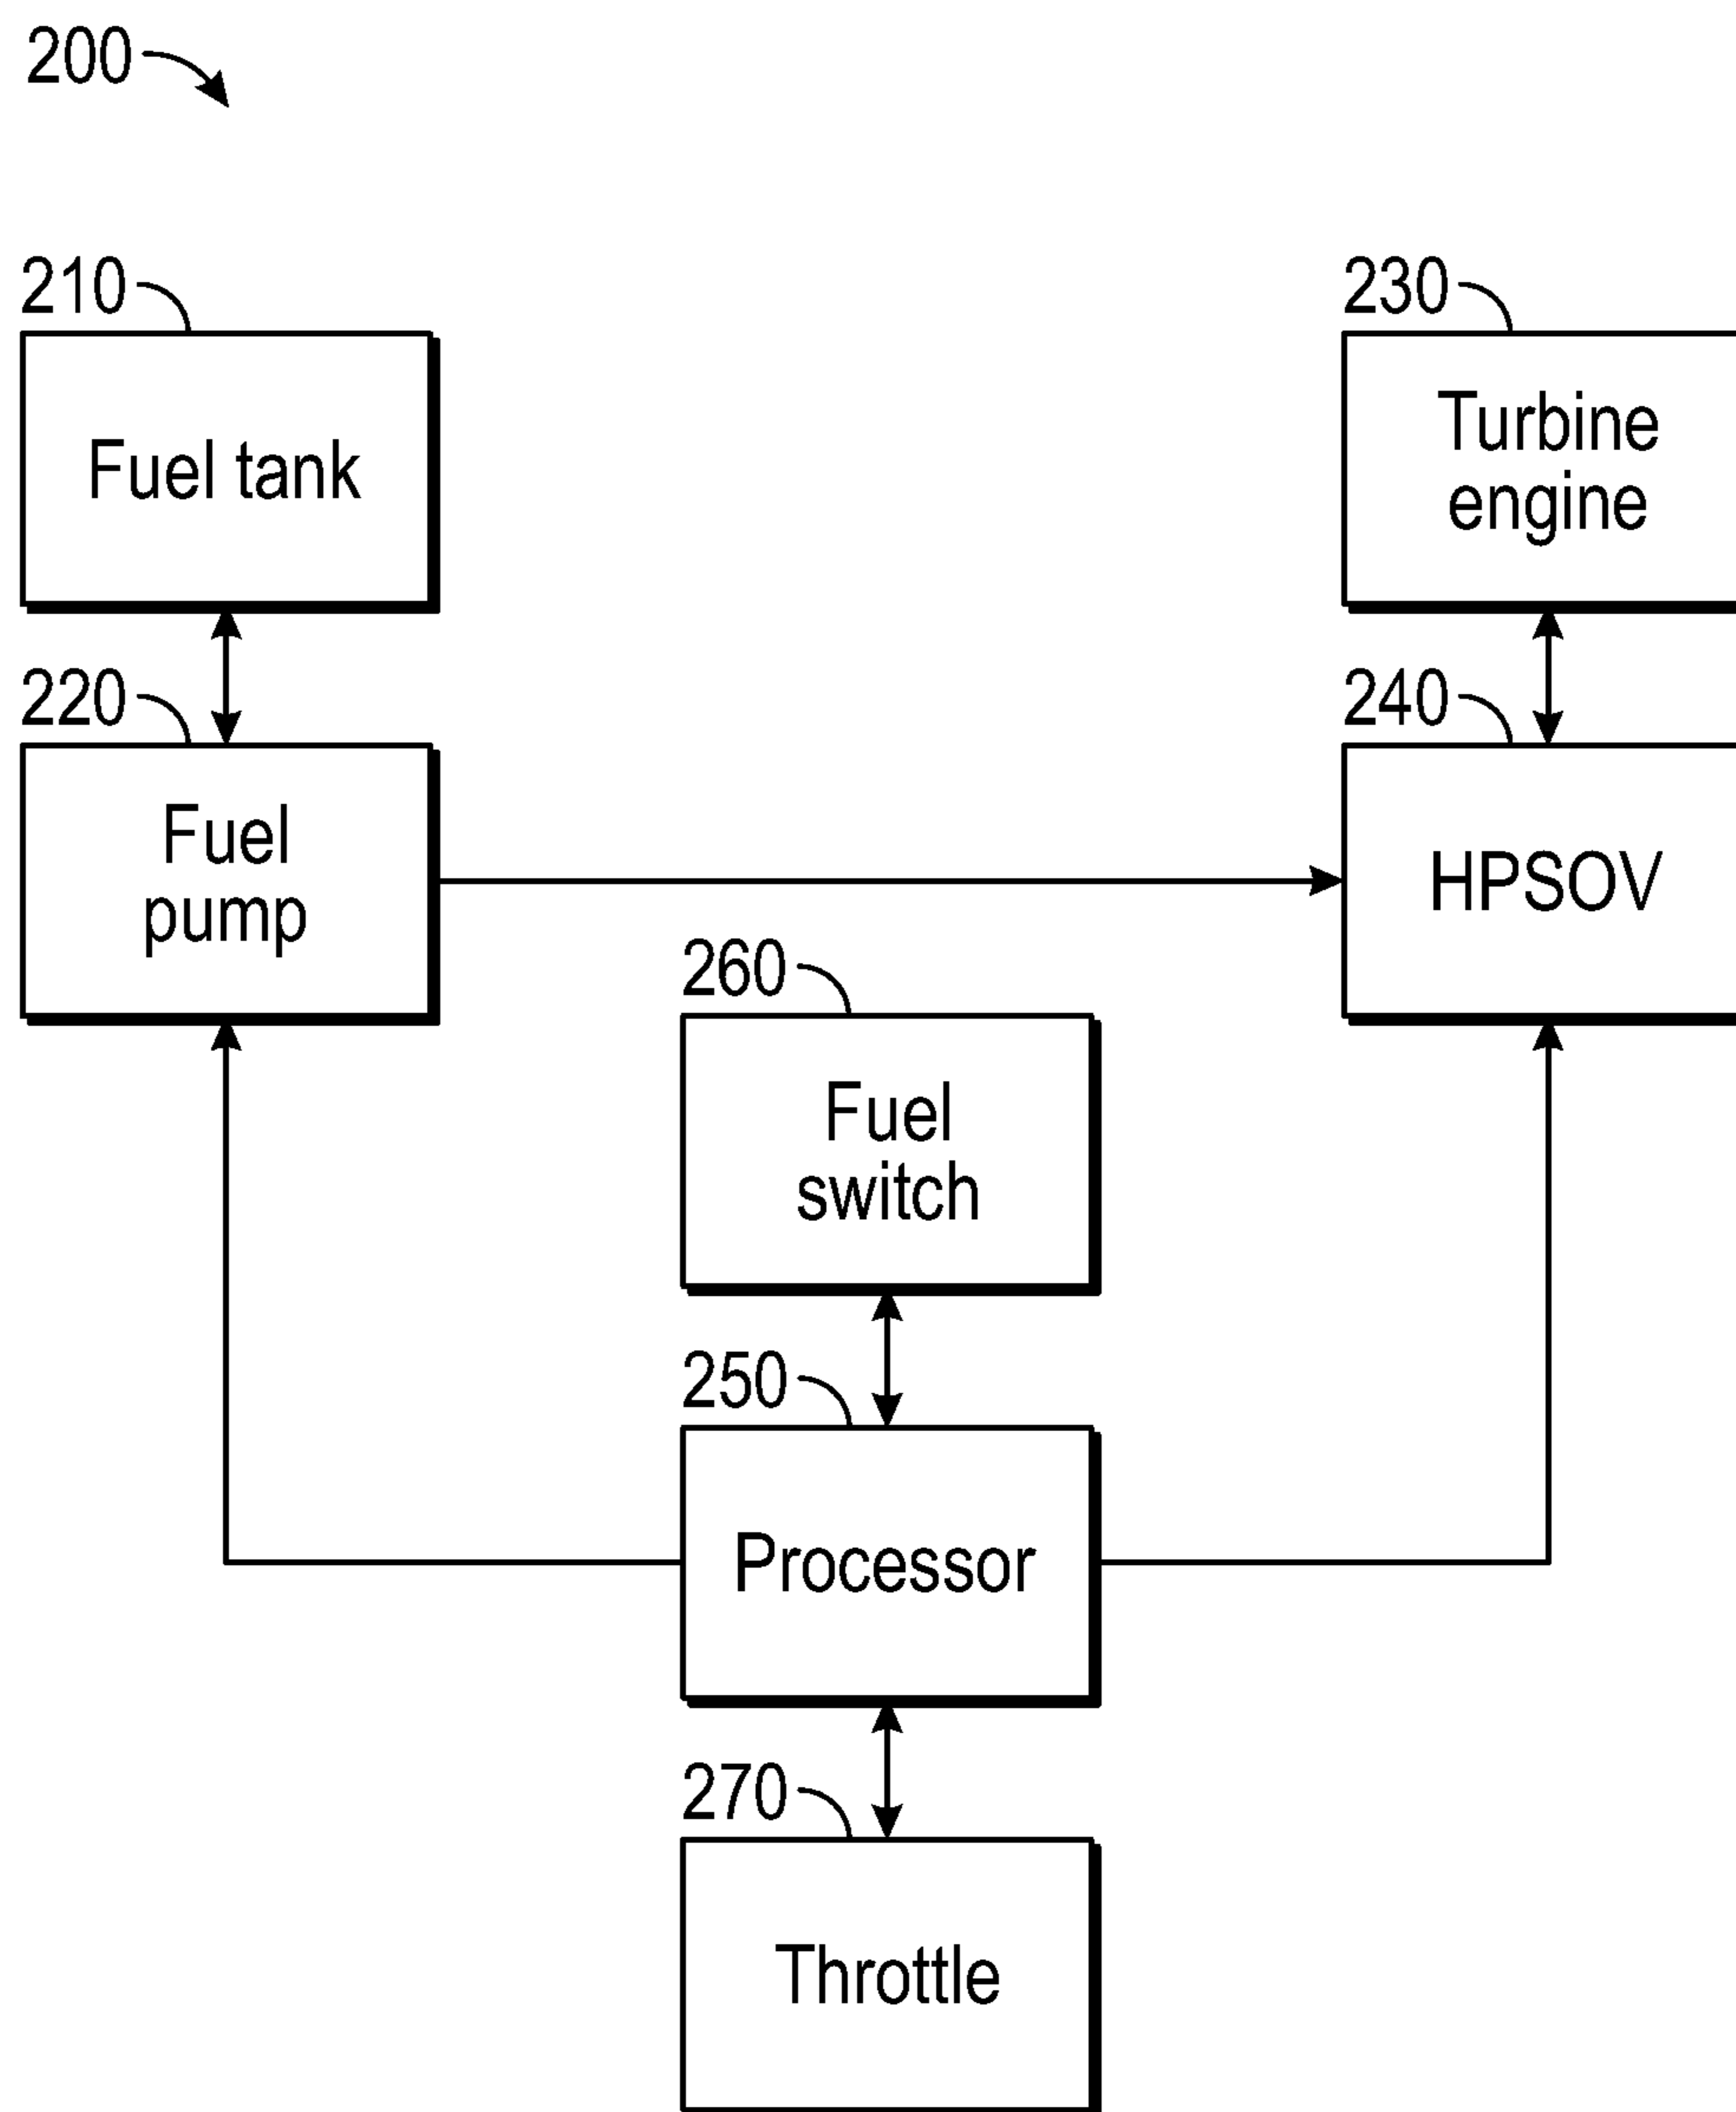 200
210
Fuel tank
230
Turbine
engine
220
Fuel
pump
240
HPSOV
260
Fuel
switch
250
Processor
270
Throttle